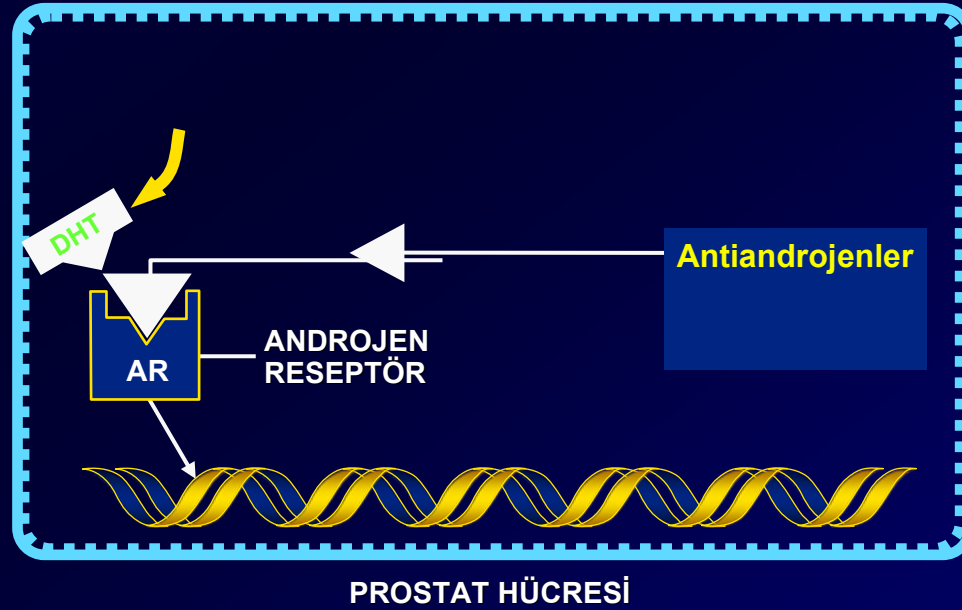 DHT
Antiandrojenler
ANDROJEN
RESEPTÖR
AR
PROSTAT HÜCRESİ